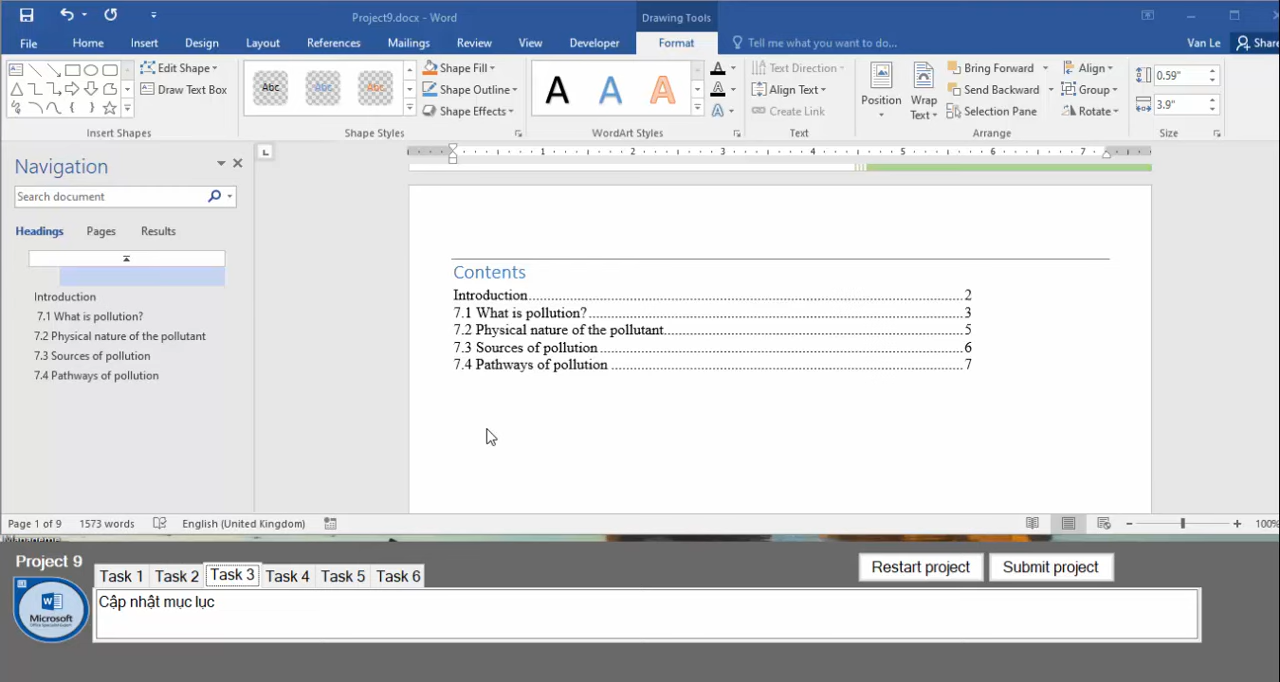 Project9.docx - Word
Drawing Tools
File Home Insert Design Layout References Mailings Review View Developer Format Tell me what you want to do... Van Le Share
Edit Shape
Draw Text Box
Insert Shapes
Abc Abc Abc
Shape Fill
Shape Outline
Shape Effects
Shape Styles
A A A
WordArt Styles
Text Direction
Align Text
Create Link
Text
Position
Wrap Text
Bring Forward
Send Backward
Selection Pane
Align
Group
Rotate
Arrange
0.59"
3.9"
Size
Navigation
Search document
Headings Pages Results
Introduction
7.1 What is pollution?
7.2 Physical nature of the pollutant
7.3 Sources of pollution
7.4 Pathways of pollution
1 2 3 4 5 6 7
Contents
Introduction 2
7.1 What is pollution? 3
7.2 Physical nature of the pollutant 5
7.3 Sources of pollution 6
7.4 Pathways of pollution 7
Page 1 of 9 1573 words English (United Kingdom) 100%
Project 9
Microsoft
Task 1 Task 2 Task 3 Task 4 Task 5 Task 6
Restart project Submit project
Cập nhật mục lục